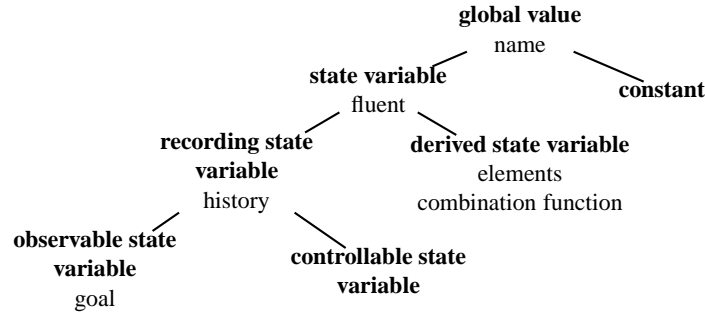 global value
name
state variable
fluent
constant
recording state
variable
history
derived state variable
elements
combination function
observable state
variable
goal
controllable state
variable